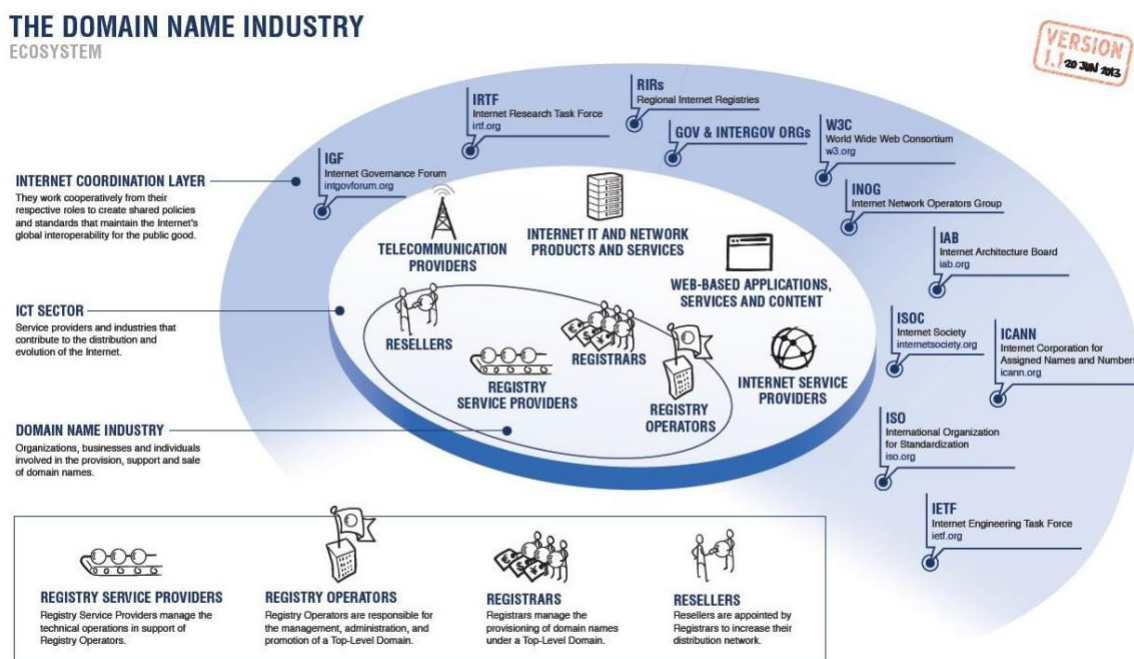 THE DOMAIN NAME INDUSTRY
ECOSYSTEM
VERSION
1.1 20 JUN 2013
IRTF
Internet Research Task Force
irtf.org
RIRs
Regional Internet Registries
GOV & INTERGOV ORGs
W3C
World Wide Web Consortium
w3.org
IGF
Internet Governance Forum
intgovforum.org
INOG
Internet Network Operators Group
IAB
Internet Architecture Board
iab.org
ISOC
Internet Society
internetsociety.org
ICANN
Internet Corporation for
Assigned Names and Numbers
icann.org
ISO
International Organization
for Standardization
iso.org
IETF
Internet Engineering Task Force
ietf.org
INTERNET COORDINATION LAYER
They work cooperatively from their
respective roles to create shared policies
and standards that maintain the Internet's
global interoperability for the public good.
ICT SECTOR
Service providers and industries that
contribute to the distribution and
evolution of the Internet.
DOMAIN NAME INDUSTRY
Organizations, businesses and individuals
involved in the provision, support and sale
of domain names.
TELECOMMUNICATION
PROVIDERS
INTERNET IT AND NETWORK
PRODUCTS AND SERVICES
WEB-BASED APPLICATIONS,
SERVICES AND CONTENT
RESELLERS
REGISTRARS
REGISTRY
SERVICE PROVIDERS
REGISTRY
OPERATORS
INTERNET SERVICE
PROVIDERS
REGISTRY SERVICE PROVIDERS
Registry Service Providers manage the
technical operations in support of
Registry Operators.
REGISTRY OPERATORS
Registry Operators are responsible for
the management, administration, and
promotion of a Top-Level Domain.
REGISTRARS
Registrars manage the
provisioning of domain names
under a Top-Level Domain.
RESELLERS
Resellers are appointed by
Registrars to increase their
distribution network.